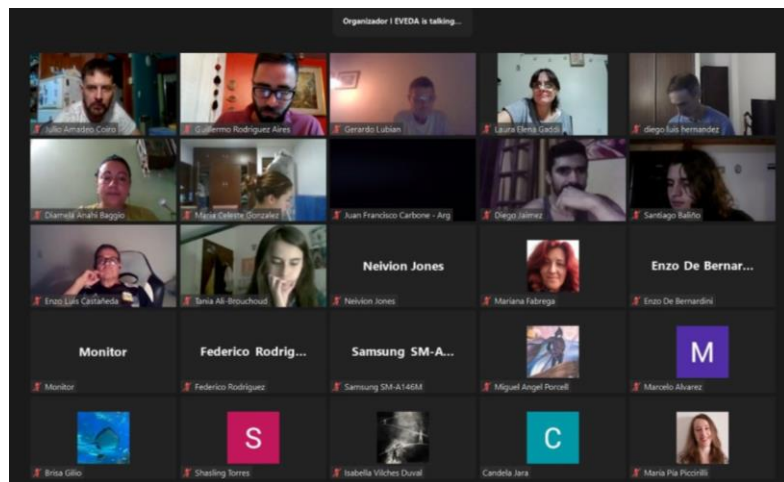 Organizador i EVEDA is talking...
Julio Amadeo Coiro
Guillermo Rodriguez Aires
Gerardo Lubian
Laura Elena Gaddi
diego luis hernandez
Diamela Anahi Baggio
Maria Celeste Gonzalez
Juan Francisco Carbone - Arg
Diego Jaimez
Santiago Baliño
Enzo Luis Castañeda
Tania Ali-Brouchoud
Neivion Jones
Neivion Jones
Mariana Fabrega
Enzo De Bernar...
Enzo De Bernardini
Monitor
Monitor
Federico Rodrig...
Federico Rodríguez
Samsung SM-A...
Samsung SM-A146M
Miguel Angel Porcell
M
Marcelo Alvarez
Brisa Gilio
S
Shasling Torres
Isabella Vilches Duval
C
Candela Jara
María Pía Piccirilli